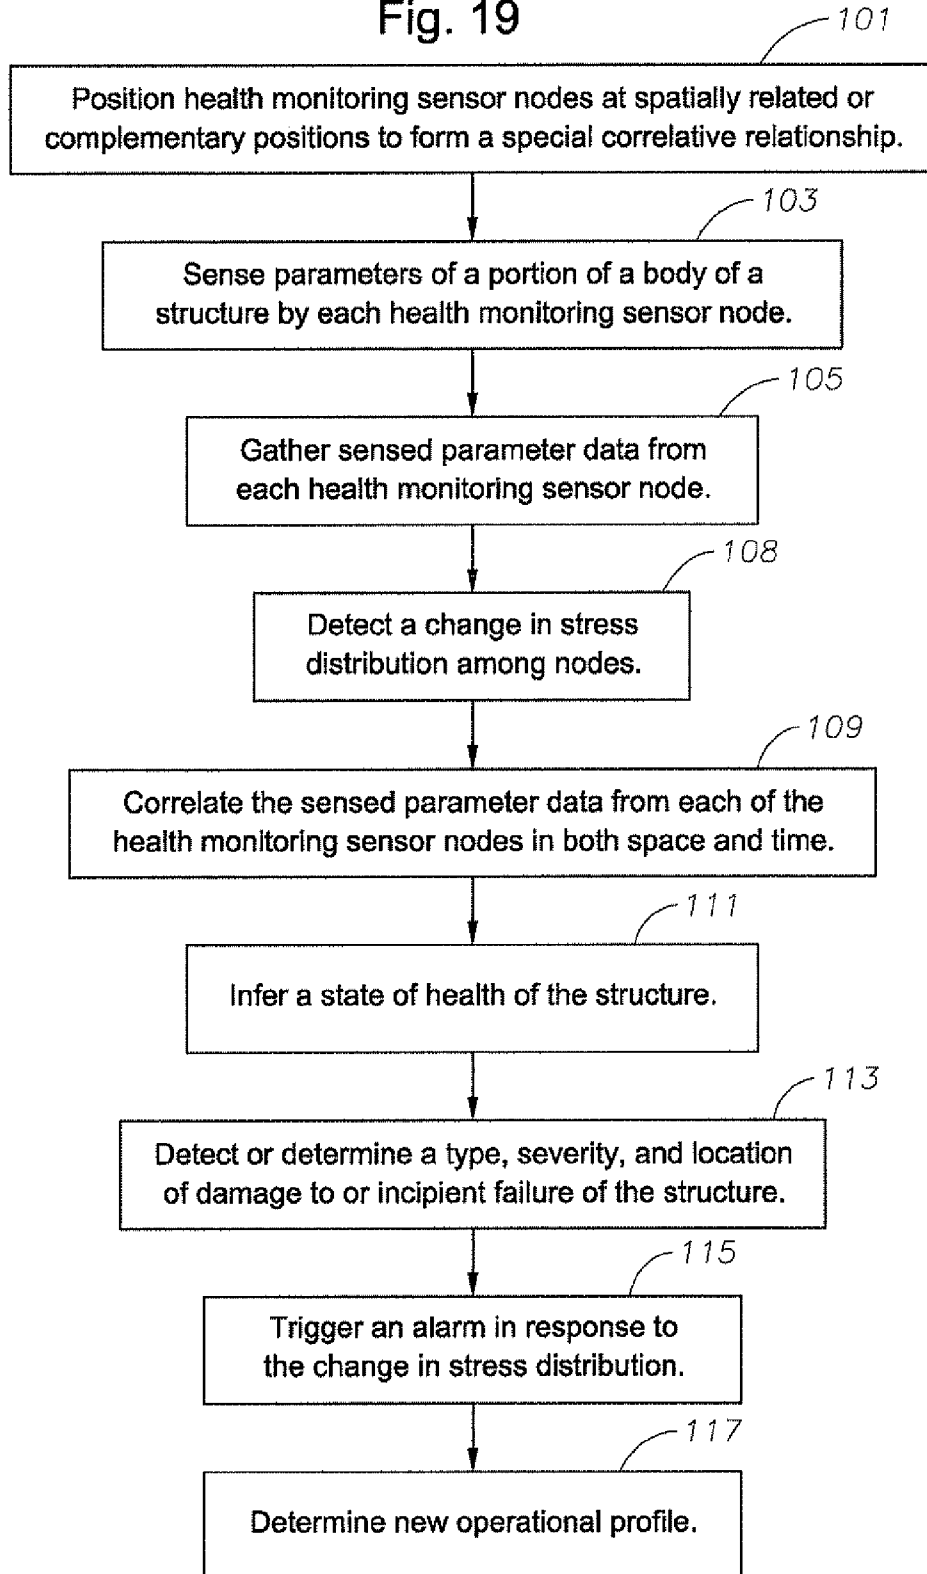 Fig. 19
101
Position health monitoring sensor nodes at spatially related or
complementary positions to form a special correlative relationship.
103
Sense parameters of a portion of a body of a
structure by each health monitoring sensor node.
105
Gather sensed parameter data from
each health monitoring sensor node.
108
Detect a change in stress
distribution among nodes.
109
Correlate the sensed parameter data from each of the
health monitoring sensor nodes in both space and time.
111
Infer a state of health of the structure.
113
Detect or determine a type, severity, and location
of damage to or incipient failure of the structure.
115
Trigger an alarm in response to
the change in stress distribution.
117
Determine new operational profile.